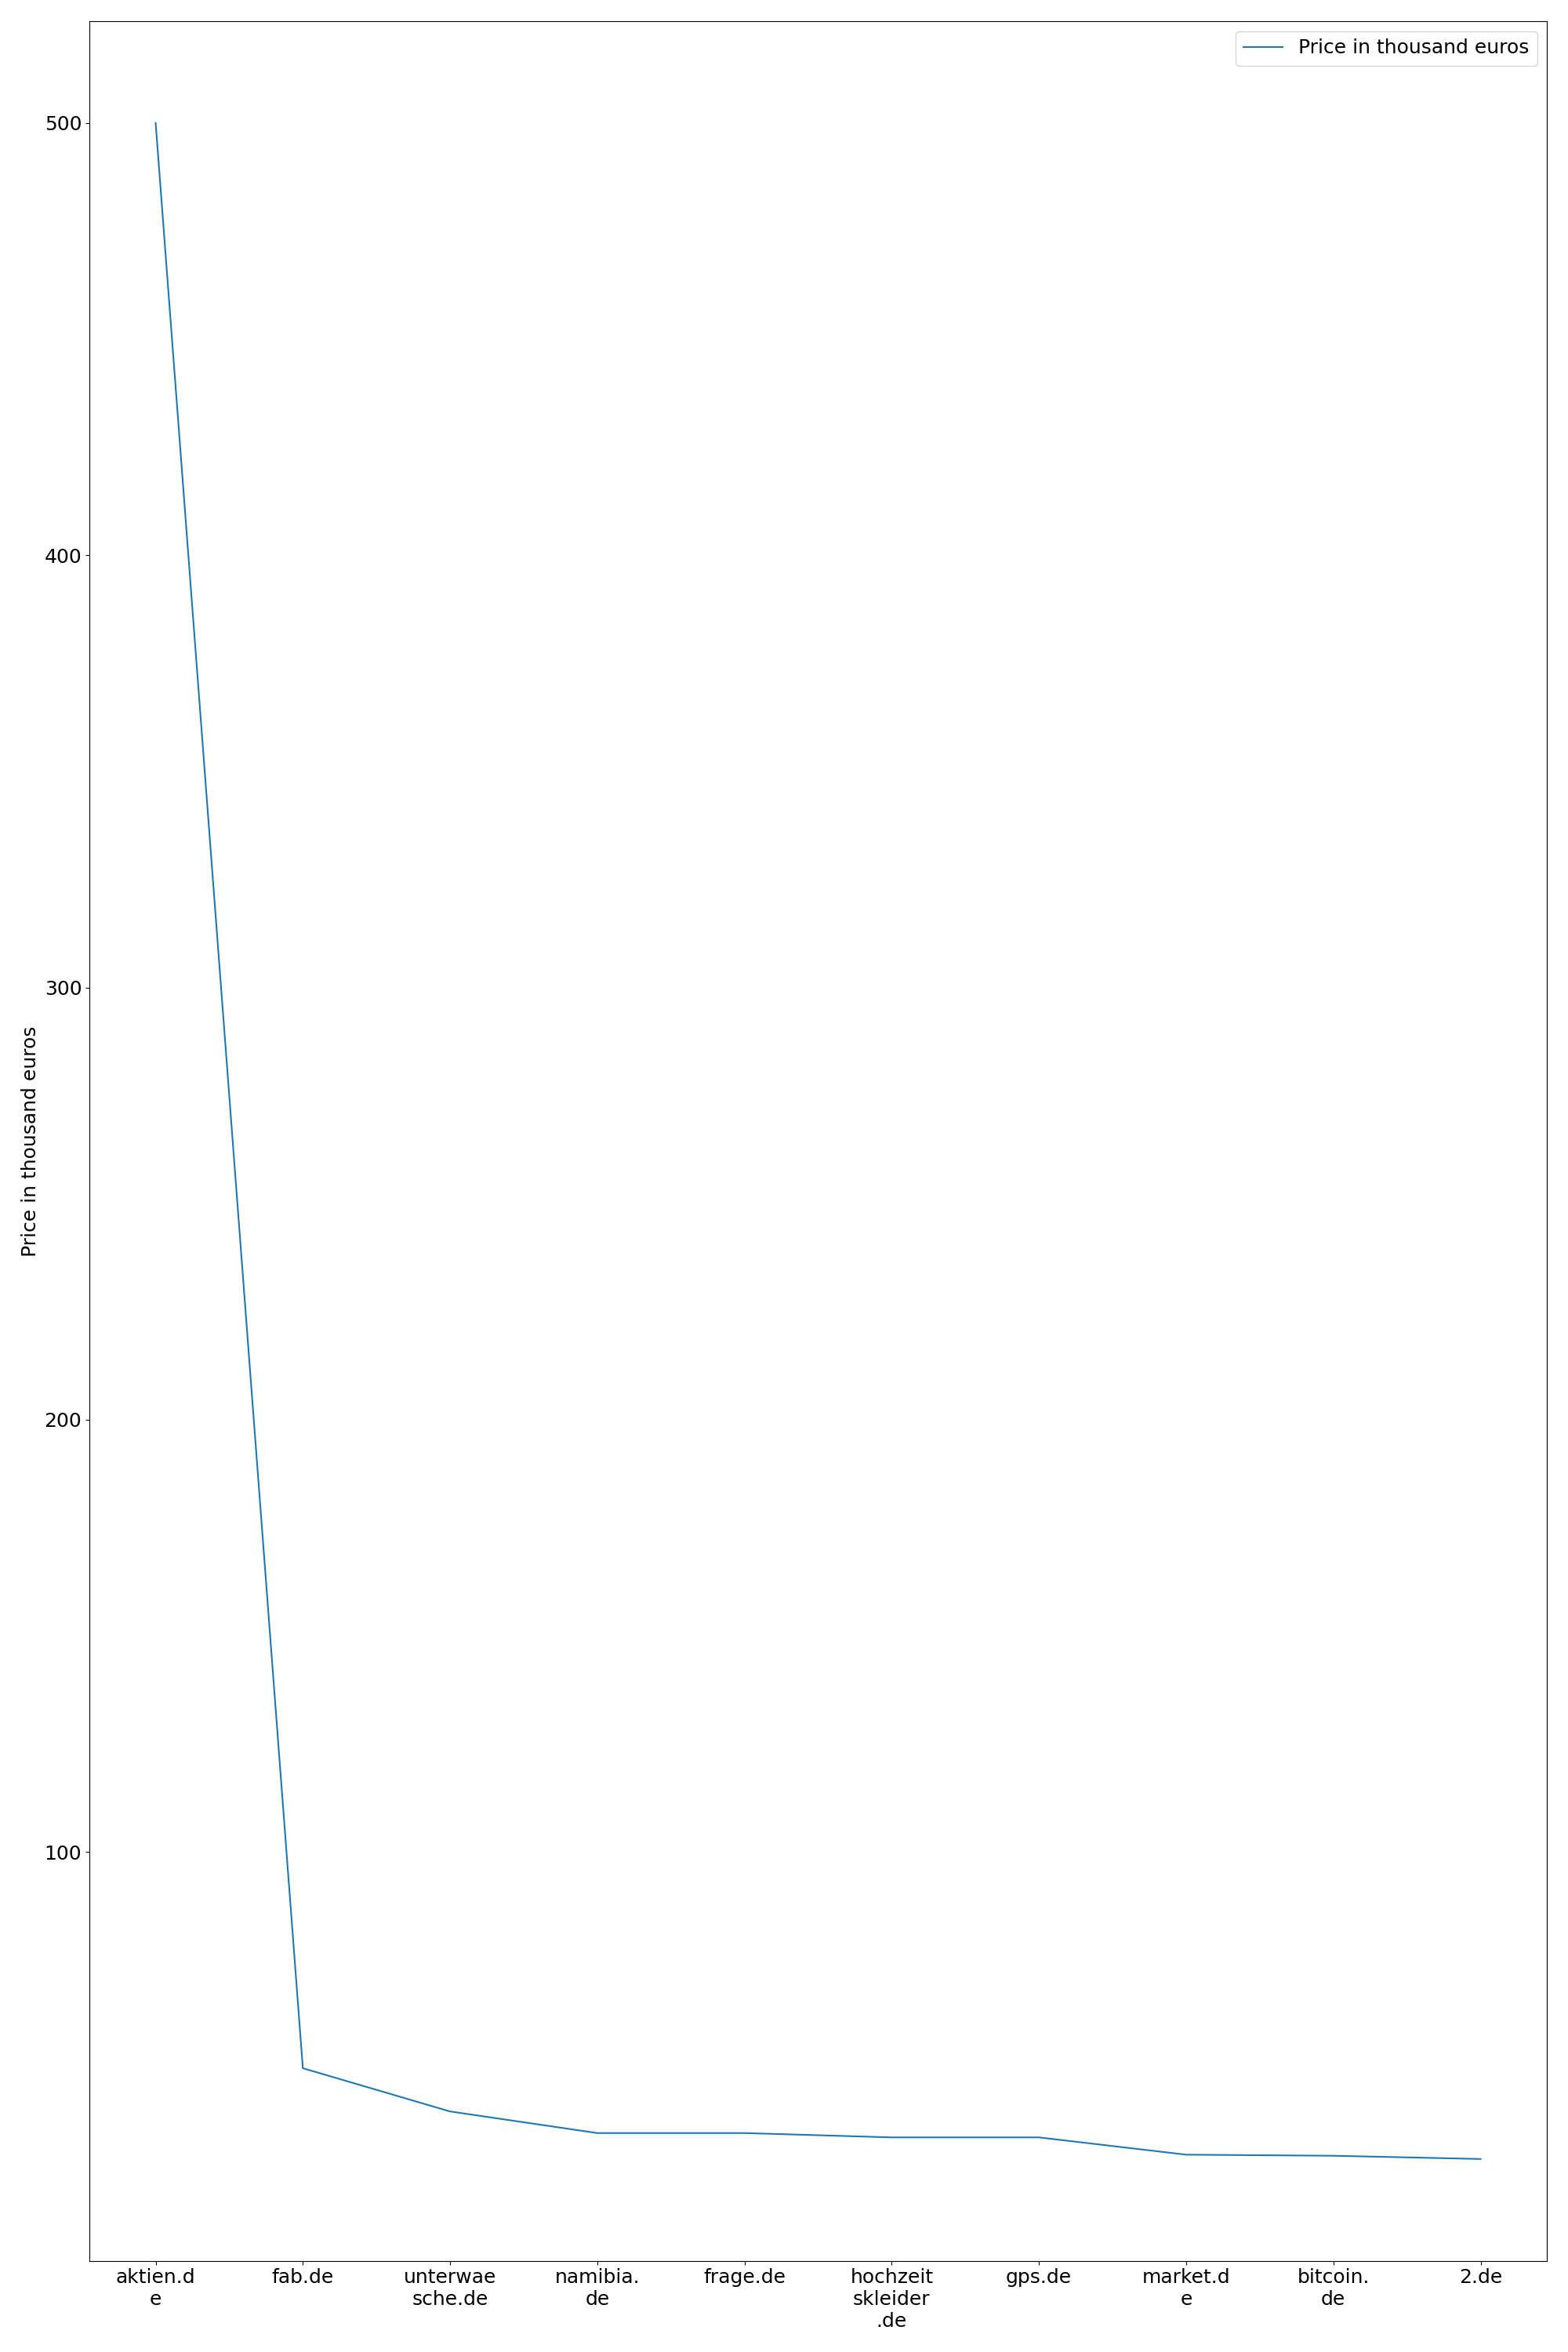 Price in thousand euros
500
400
300
200
100
Price in thousand euros
aktien.d
e
fab.de
unterwae
sche.de
namibia.
de
frage.de
hochzeit
skleider
.de
gps.de
market.d
e
bitcoin.
de
2.de